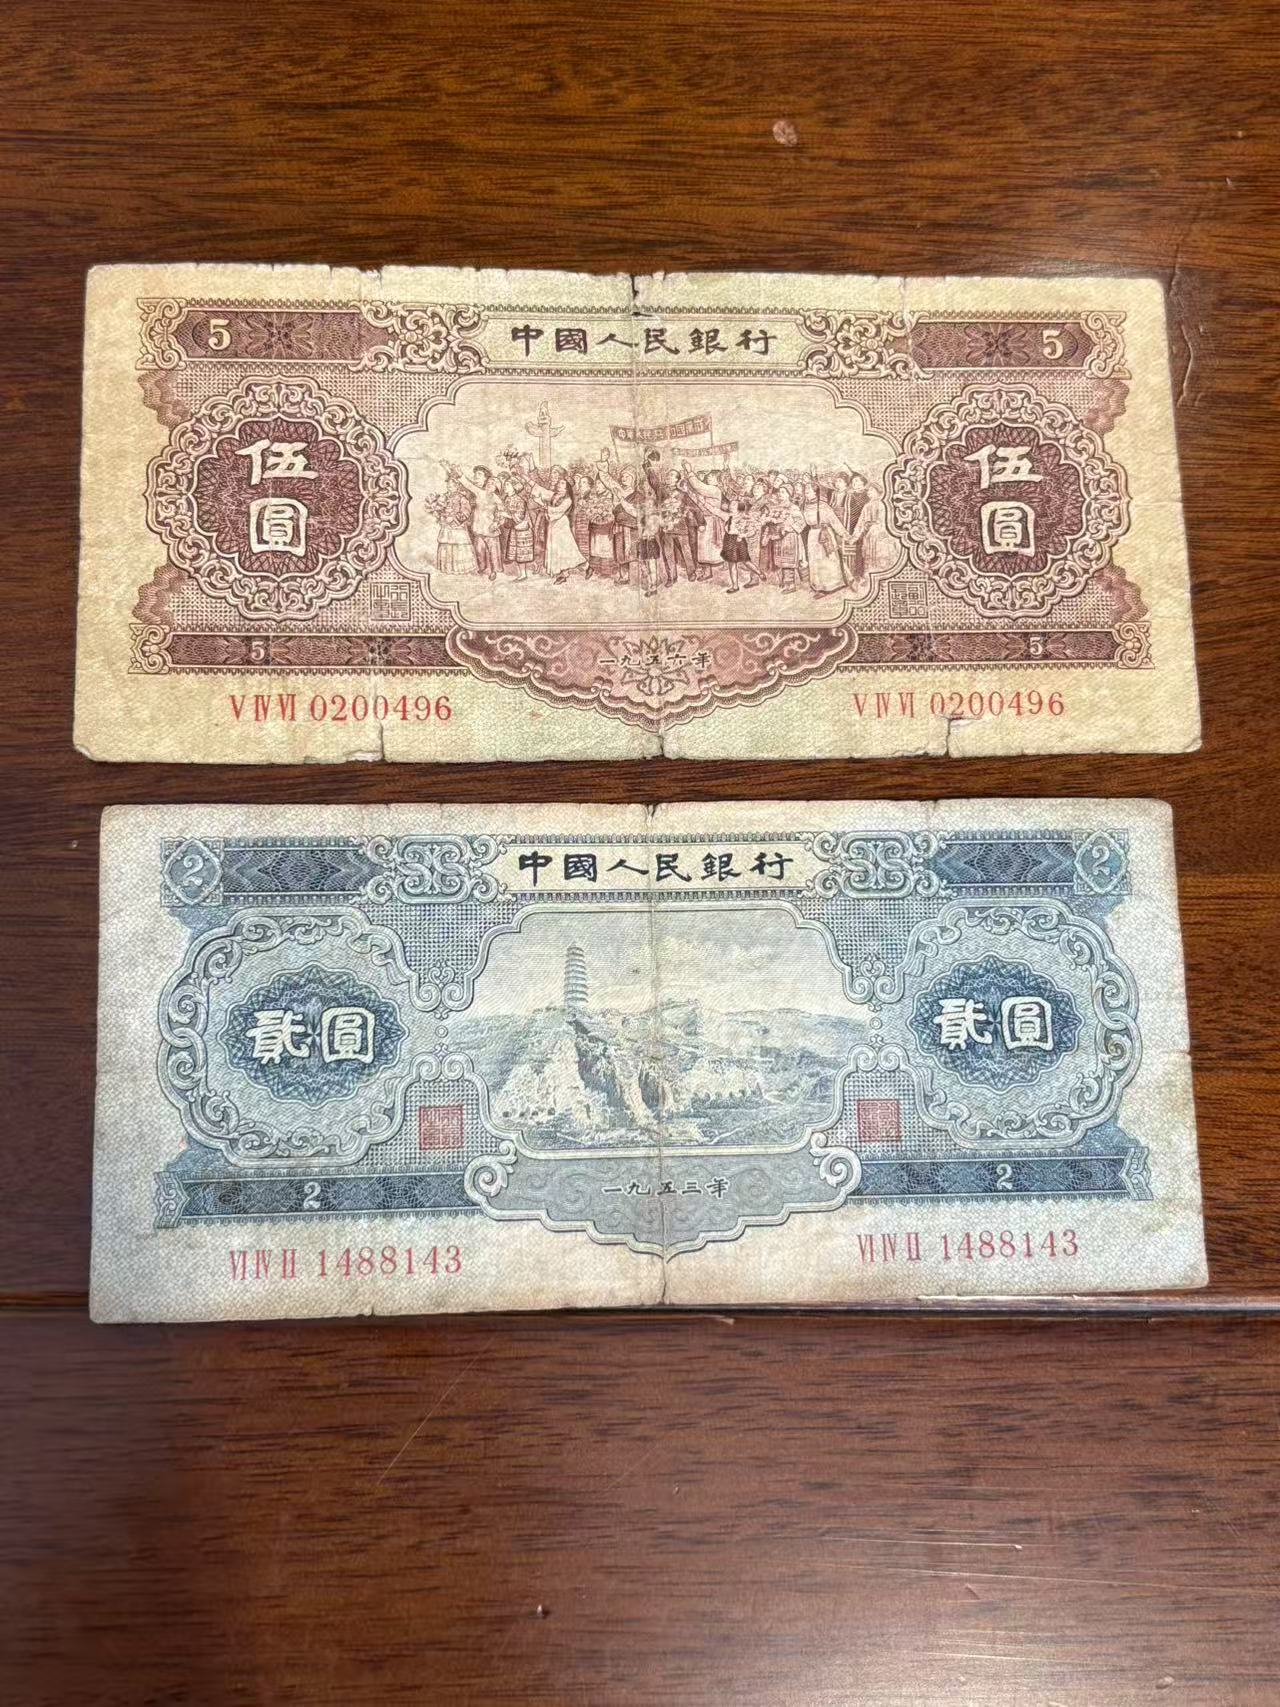 5 中國人民銀行 5
伍圓 伍圓
5 一九五六年 5
V IV VI 0200496 V IV VI 0200496
2 中國人民銀行 2
貳圓 貳圓
2 一九五三年 2
VI IV II 1488143 VI IV II 1488143